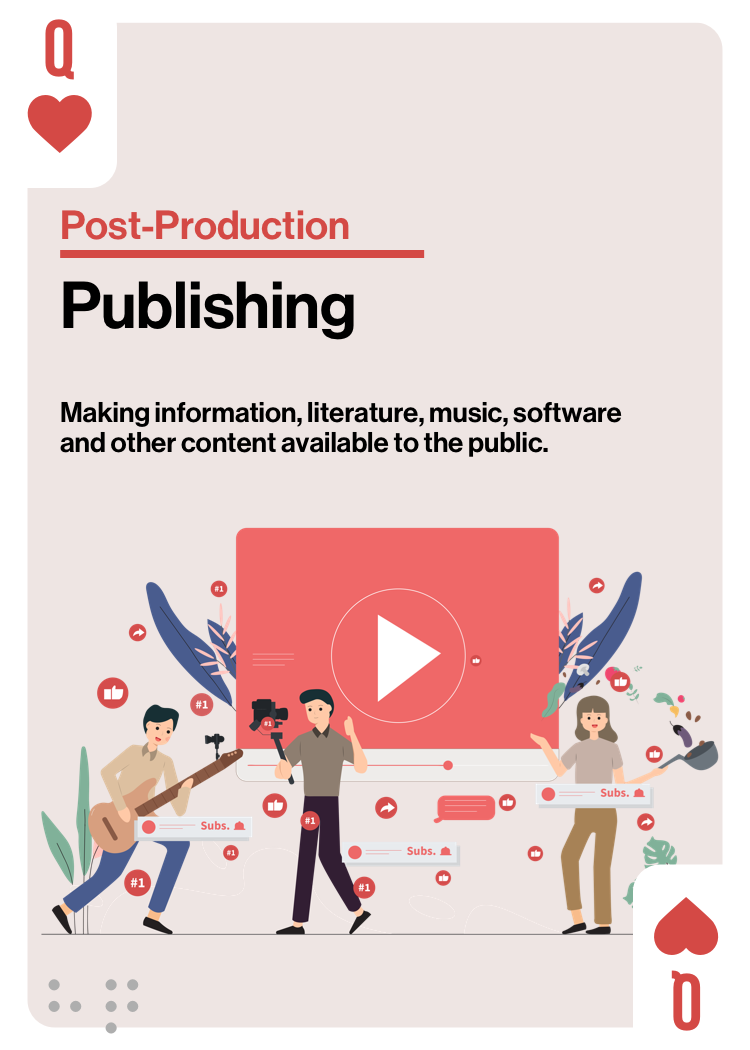 Q
Post-Production
Publishing
Making information, literature, music, software
and other content available to the public.
#1
#1
#1
#1
Subs.
Subs.
Subs.
#1
#1
#1
Q